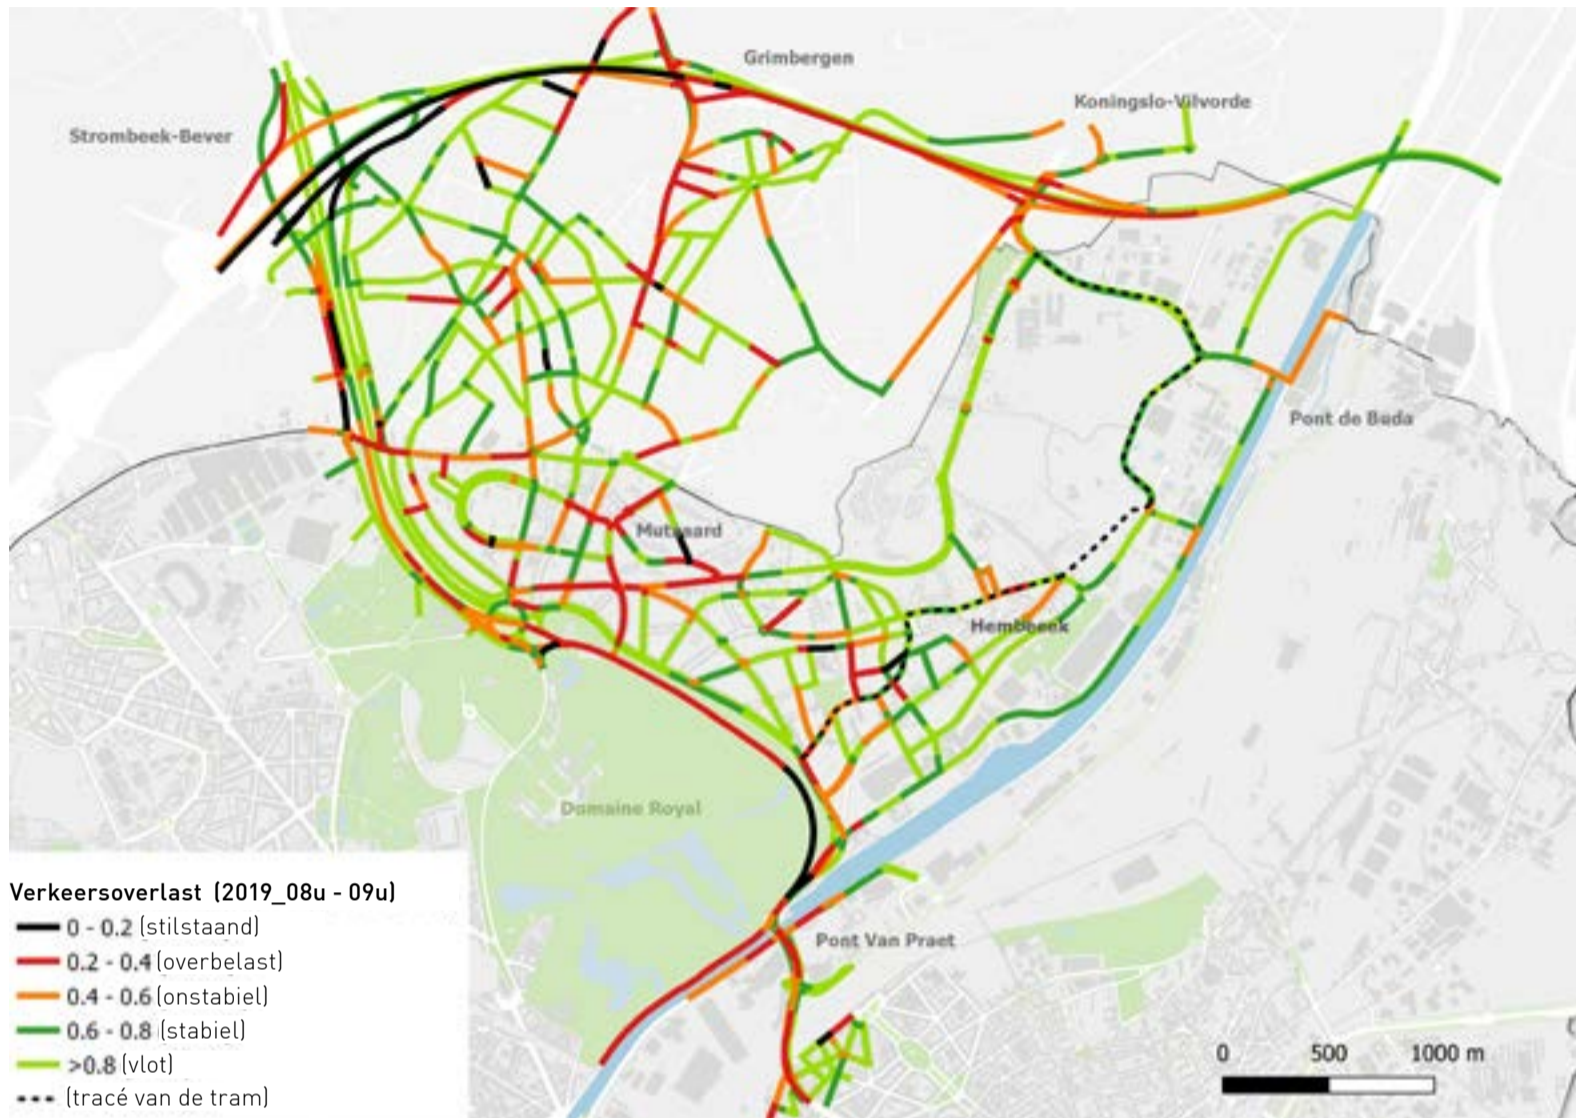 Grimbergen
Koningslo-Vilvorde
Strombeek-Bever
Pont de Buda
Mutsaard
Hembeeek
Domaine Royal
Pont Van Praet
Verkeersoverlast (2019_08u - 09u)
0 - 0.2 (stilstaand)
0.2 - 0.4 (overbelast)
0.4 - 0.6 (onstabiel)
0.6 - 0.8 (stabiel)
>0.8 (vlot)
(tracé van de tram)
0 500 1000 m